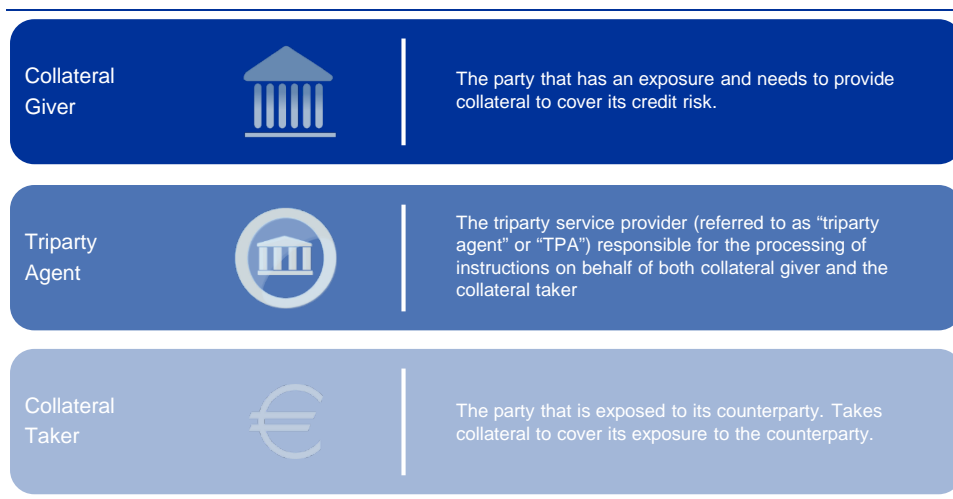 Collateral
Giver
The party that has an exposure and needs to provide
collateral to cover its credit risk.
Triparty
Agent
The triparty service provider (referred to as “triparty
agent” or “TPA”) responsible for the processing of
instructions on behalf of both collateral giver and the
collateral taker
Collateral
Taker
€
The party that is exposed to its counterparty. Takes
collateral to cover its exposure to the counterparty.